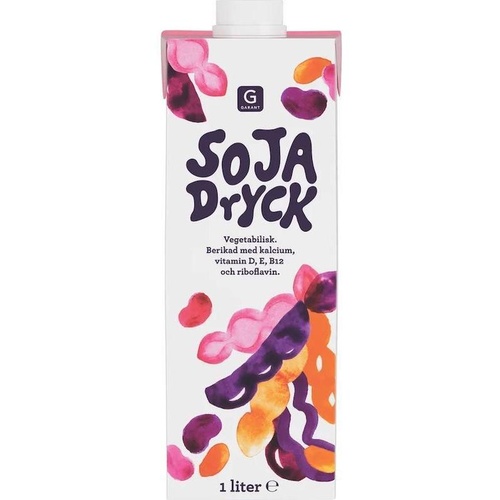 G
GARANT
SOJA
DrYCK
Vegetabilisk.
Berikad med kalcium,
vitamin D, E, B12
och riboflavin.
1 liter ℮